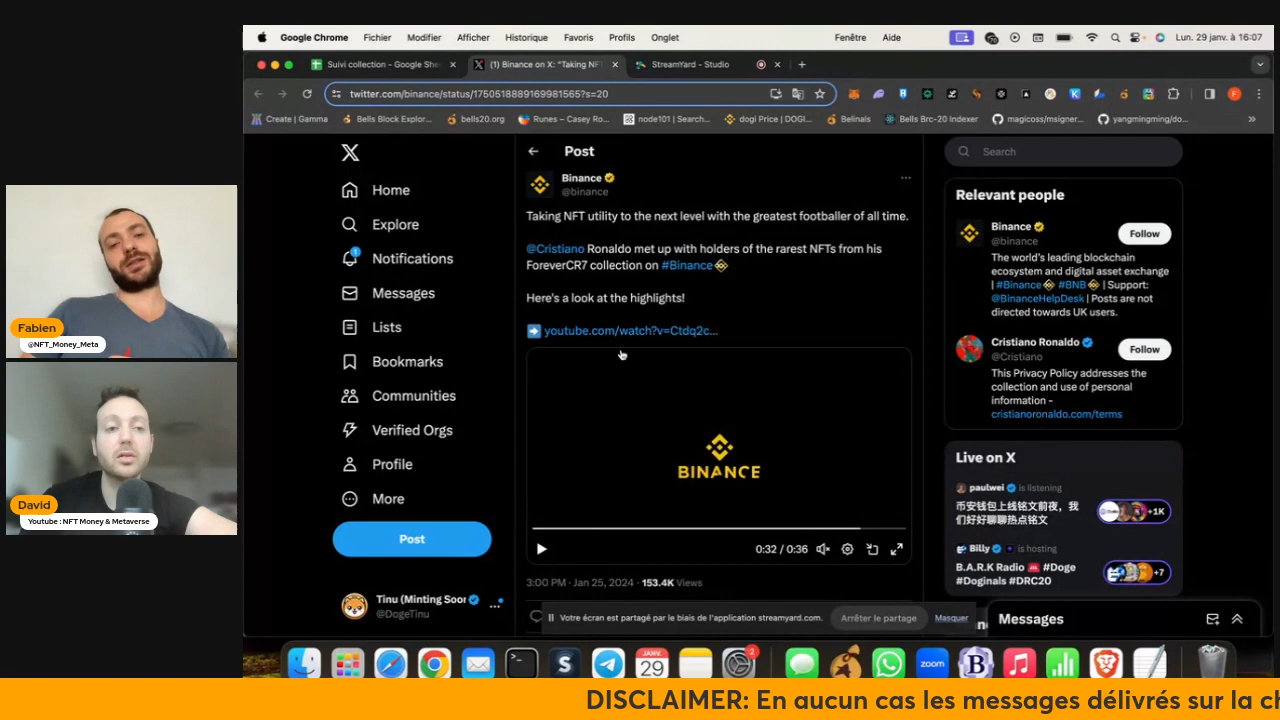 Google Chrome Fichier Modifier Afficher Historique Favoris Profils Onglet Fenêtre Aide Lun. 29 janv. à 16:07
Suivi collection - Google She
(1) Binance on X: "Taking NFT
StreamYard - Studio
twitter.com/binance/status/1750518889169981565?s=20
Create | Gamma
Bells Block Explor...
bells20.org
Runes – Casey Ro...
node101 | Search...
dogi Price | DOGI...
Belinals
Bells Brc-20 Indexer
magicoss/msigner...
yangmingming/do...
Home
Explore
1
Notifications
Messages
Lists
Bookmarks
Communities
Verified Orgs
Profile
More
Post
Tinu (Minting Soor
@DogeTinu
Post
Binance
@binance
Taking NFT utility to the next level with the greatest footballer of all time.
@Cristiano Ronaldo met up with holders of the rarest NFTs from his
ForeverCR7 collection on #Binance
Here's a look at the highlights!
youtube.com/watch?v=Ctdq2c...
BINANCE
0:32 / 0:36
3:00 PM · Jan 25, 2024 · 153.4K Views
Votre écran est partagé par le biais de l'application streamyard.com.
Arrêter le partage
Masquer
Search
Relevant people
Binance
@binance
Follow
The world's leading blockchain
ecosystem and digital asset exchange
| #Binance | #BNB | Support:
@BinanceHelpDesk | Posts are not
directed towards UK users.
Cristiano Ronaldo
@Cristiano
Follow
This Privacy Policy addresses the
collection and use of personal
information -
cristianoronaldo.com/terms
Live on X
paulwei is listening
币安钱包上线铭文前夜，我
们好好聊聊热点铭文
+1K
Billy is hosting
B.A.R.K Radio #Doge
#Doginals #DRC20
+7
Messages
Fabien
@NFT_Money_Meta
David
Youtube : NFT Money & Metaverse
JANV.
29
2
zoom
DISCLAIMER: En aucun cas les messages délivrés sur la ch